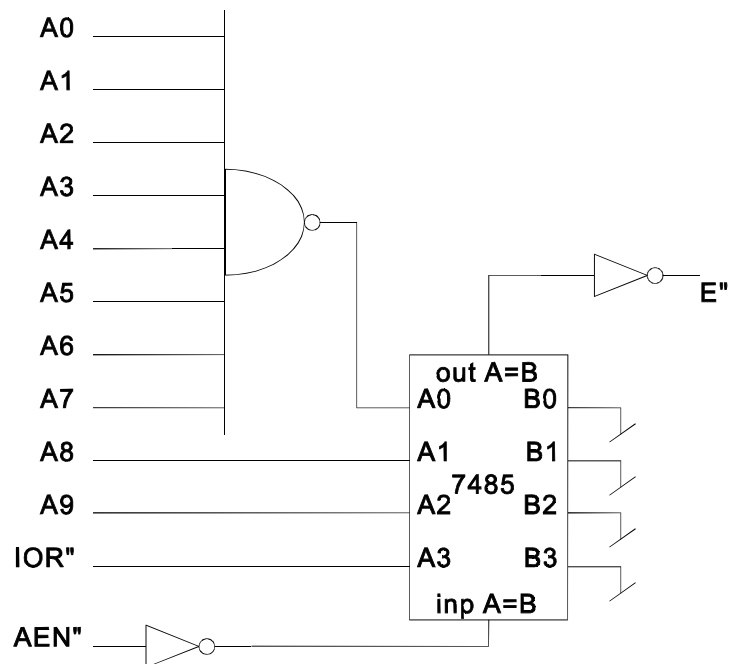 A0
A1
A2
A3
A4
A5
E"
A6
out A=B
A7
A0
B0
A8
A1
B1
7485
A9
A2
B2
IOR"
A3
B3
inp A=B
AEN"